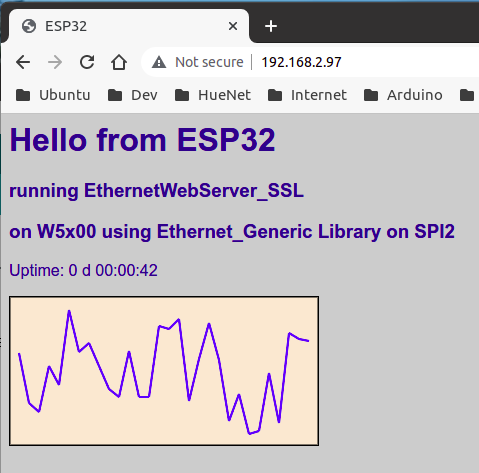 ESP32
Not secure 192.168.2.97
Ubuntu Dev HueNet Internet Arduino
Hello from ESP32
running EthernetWebServer_SSL
on W5x00 using Ethernet_Generic Library on SPI2
Uptime: 0 d 00:00:42